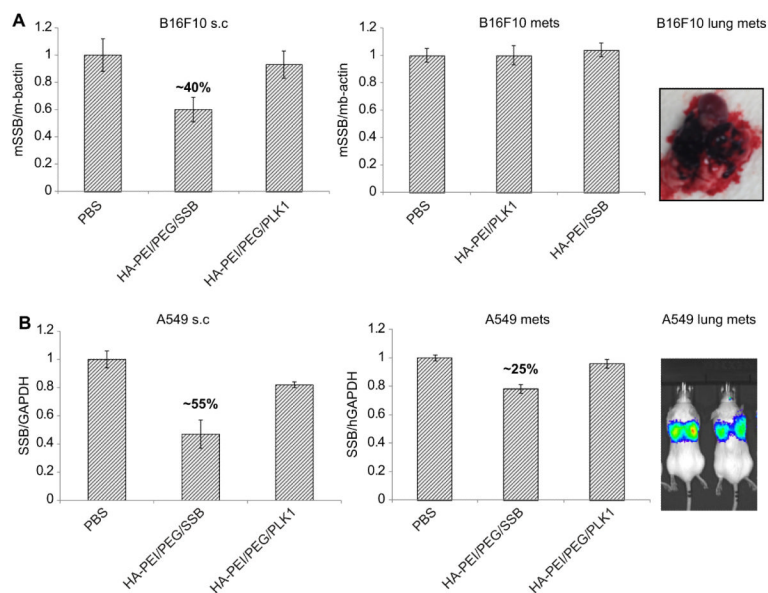 A
B16F10 s.c
B16F10 mets
B16F10 lung mets
mSSB/m-bactin
1.2
1
0.8
0.6
0.4
0.2
0
~40%
PBS
HA-PEI/PEG/SSB
HA-PEI/PEG/PLK1
mSSB/mb-actin
1.2
1
0.8
0.6
0.4
0.2
0
PBS
HA-PEI/PLK1
HA-PEI/SSB
B
A549 s.c
A549 mets
A549 lung mets
SSB/GAPDH
1.2
1
0.8
0.6
0.4
0.2
0
~55%
PBS
HA-PEI/PEG/SSB
HA-PEI/PEG/PLK1
SSB/hGAPDH
1.2
1
0.8
0.6
0.4
0.2
0
~25%
PBS
HA-PEI/PEG/SSB
HA-PEI/PEG/PLK1